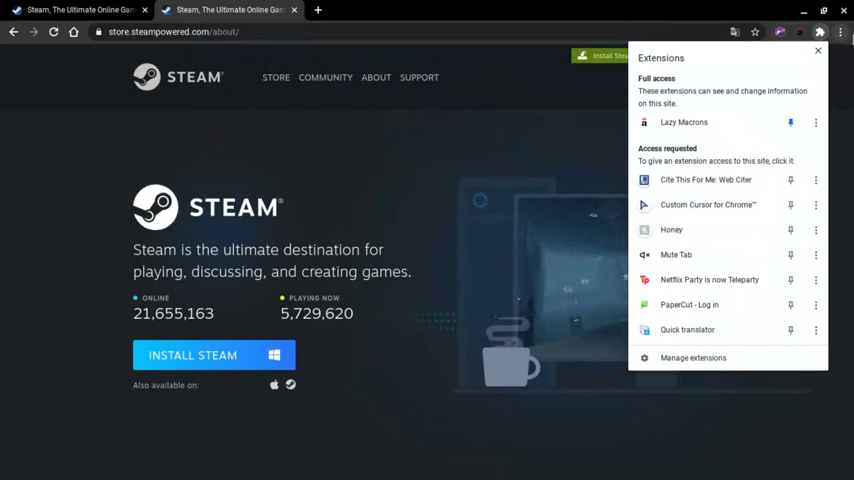 Steam, The Ultimate Online Gam
Steam, The Ultimate Online Gam
store.steampowered.com/about/
Install Stea
STEAM®
STORE COMMUNITY ABOUT SUPPORT
STEAM®
Steam is the ultimate destination for
playing, discussing, and creating games.
ONLINE PLAYING NOW
21,655,163 5,729,620
INSTALL STEAM
Also available on:
Extensions
Full access
These extensions can see and change information
on this site.
ā Lazy Macrons
Access requested
To give an extension access to this site, click it.
Cite This For Me: Web Citer
Custom Cursor for Chrome™
Honey
Mute Tab
Tp Netflix Party is now Teleparty
PaperCut - Log in
Quick translator
Manage extensions